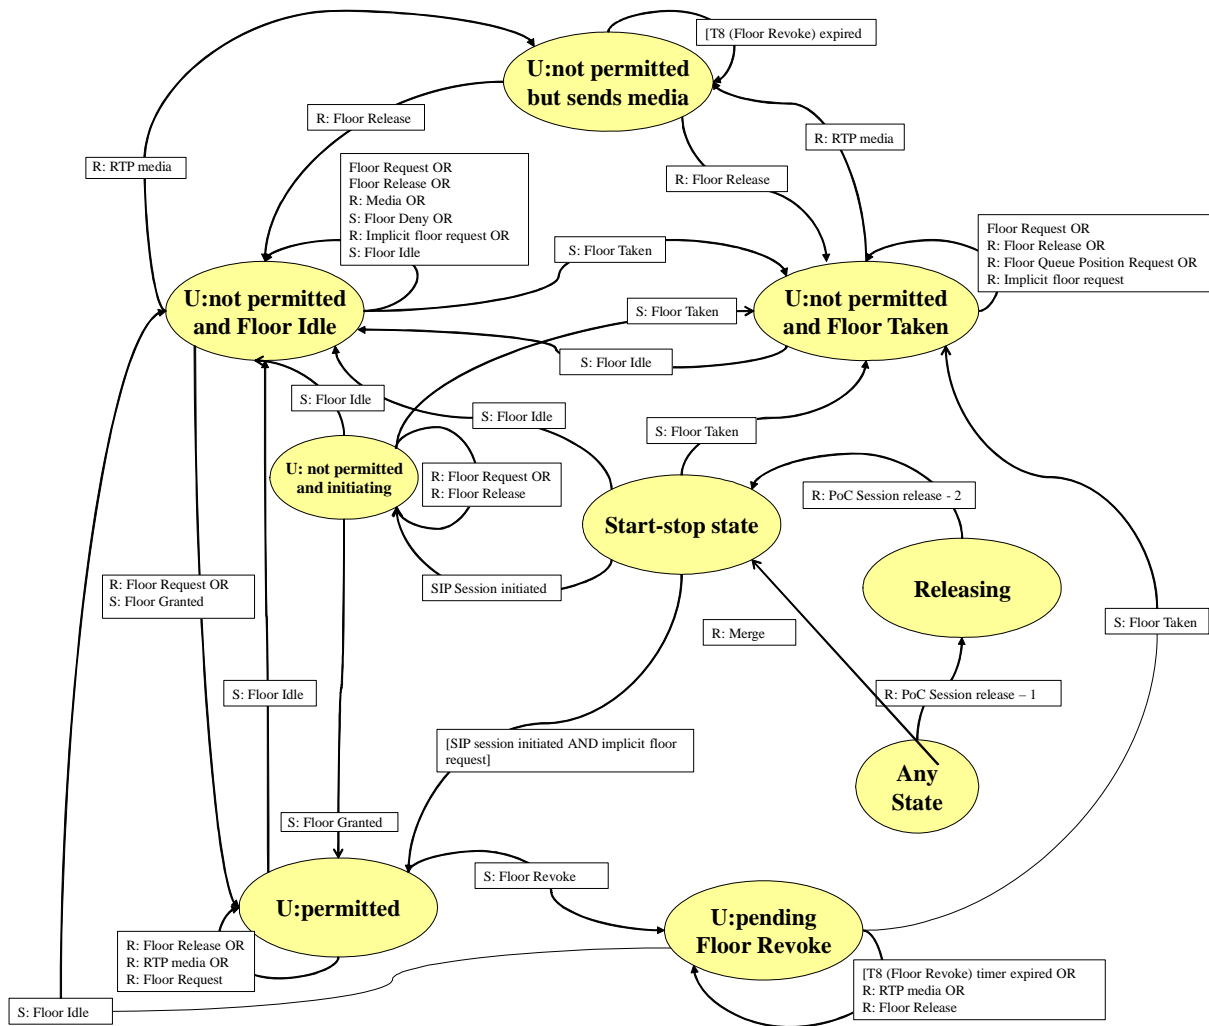 [T8 (Floor Revoke) expired
U:not permitted
but sends media
R: Floor Release
R: RTP media
R: RTP media
R: Floor Release
Floor Request OR
Floor Release OR
R: Media OR
S: Floor Deny OR
R: Implicit floor request OR
S: Floor Idle
S: Floor Taken
Floor Request OR
R: Floor Release OR
R: Floor Queue Position Request OR
R: Implicit floor request
U:not permitted
and Floor Idle
S: Floor Taken
U:not permitted
and Floor Taken
S: Floor Idle
S: Floor Idle
S: Floor Idle
S: Floor Taken
U: not permitted
and initiating
R: Floor Request OR
R: Floor Release
R: PoC Session release - 2
Start-stop state
SIP Session initiated
Releasing
R: Floor Request OR
S: Floor Granted
R: Merge
S: Floor Taken
S: Floor Idle
R: PoC Session release – 1
[SIP session initiated AND implicit floor
request]
Any
State
S: Floor Granted
S: Floor Revoke
U:permitted
U:pending
Floor Revoke
R: Floor Release OR
R: RTP media OR
R: Floor Request
[T8 (Floor Revoke) timer expired OR
R: RTP media OR
R: Floor Release
S: Floor Idle